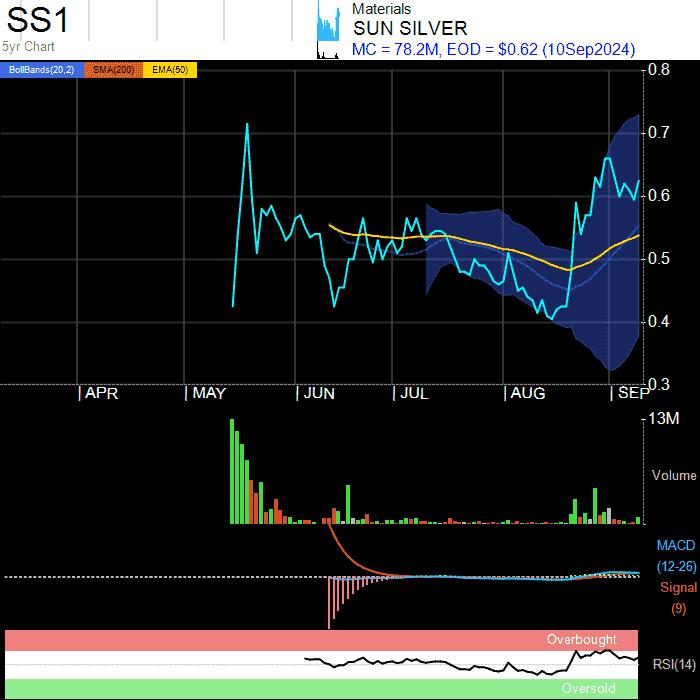 SS1
5yr Chart
Materials
SUN SILVER
MC = 78.2M, EOD = $0.62 (10Sep2024)
BollBands(20,2) SMA(200) EMA(50)
0.8
0.7
0.6
0.5
0.4
0.3
APR MAY JUN JUL AUG SEP
13M
Volume
MACD
(12-26)
Signal
(9)
Overbought
RSI(14)
Oversold